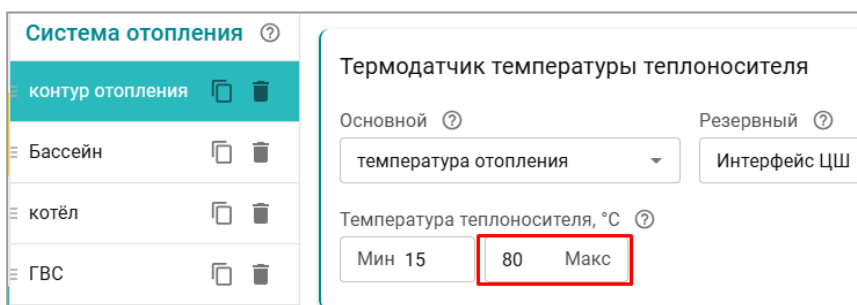 Система отопления
контур отопления
Бассейн
котёл
ГВС
Термодатчик температуры теплоносителя
Основной
Резервный
температура отопления
Интерфейс ЦШ
Температура теплоносителя, °C
Мин 15
80 Макс